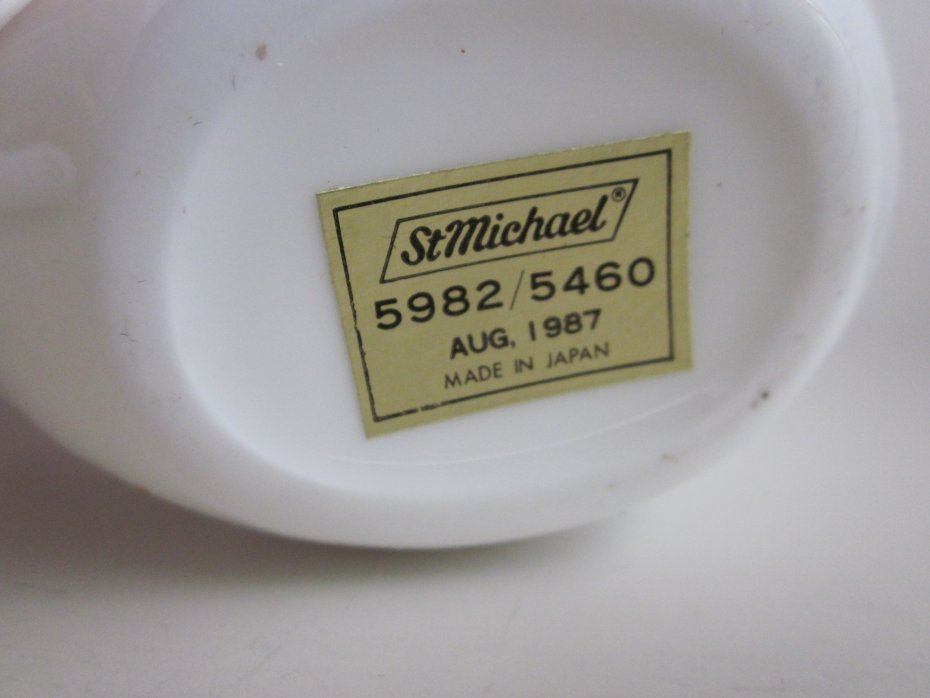 StMichael®
5982/5460
AUG, 1987
MADE IN JAPAN